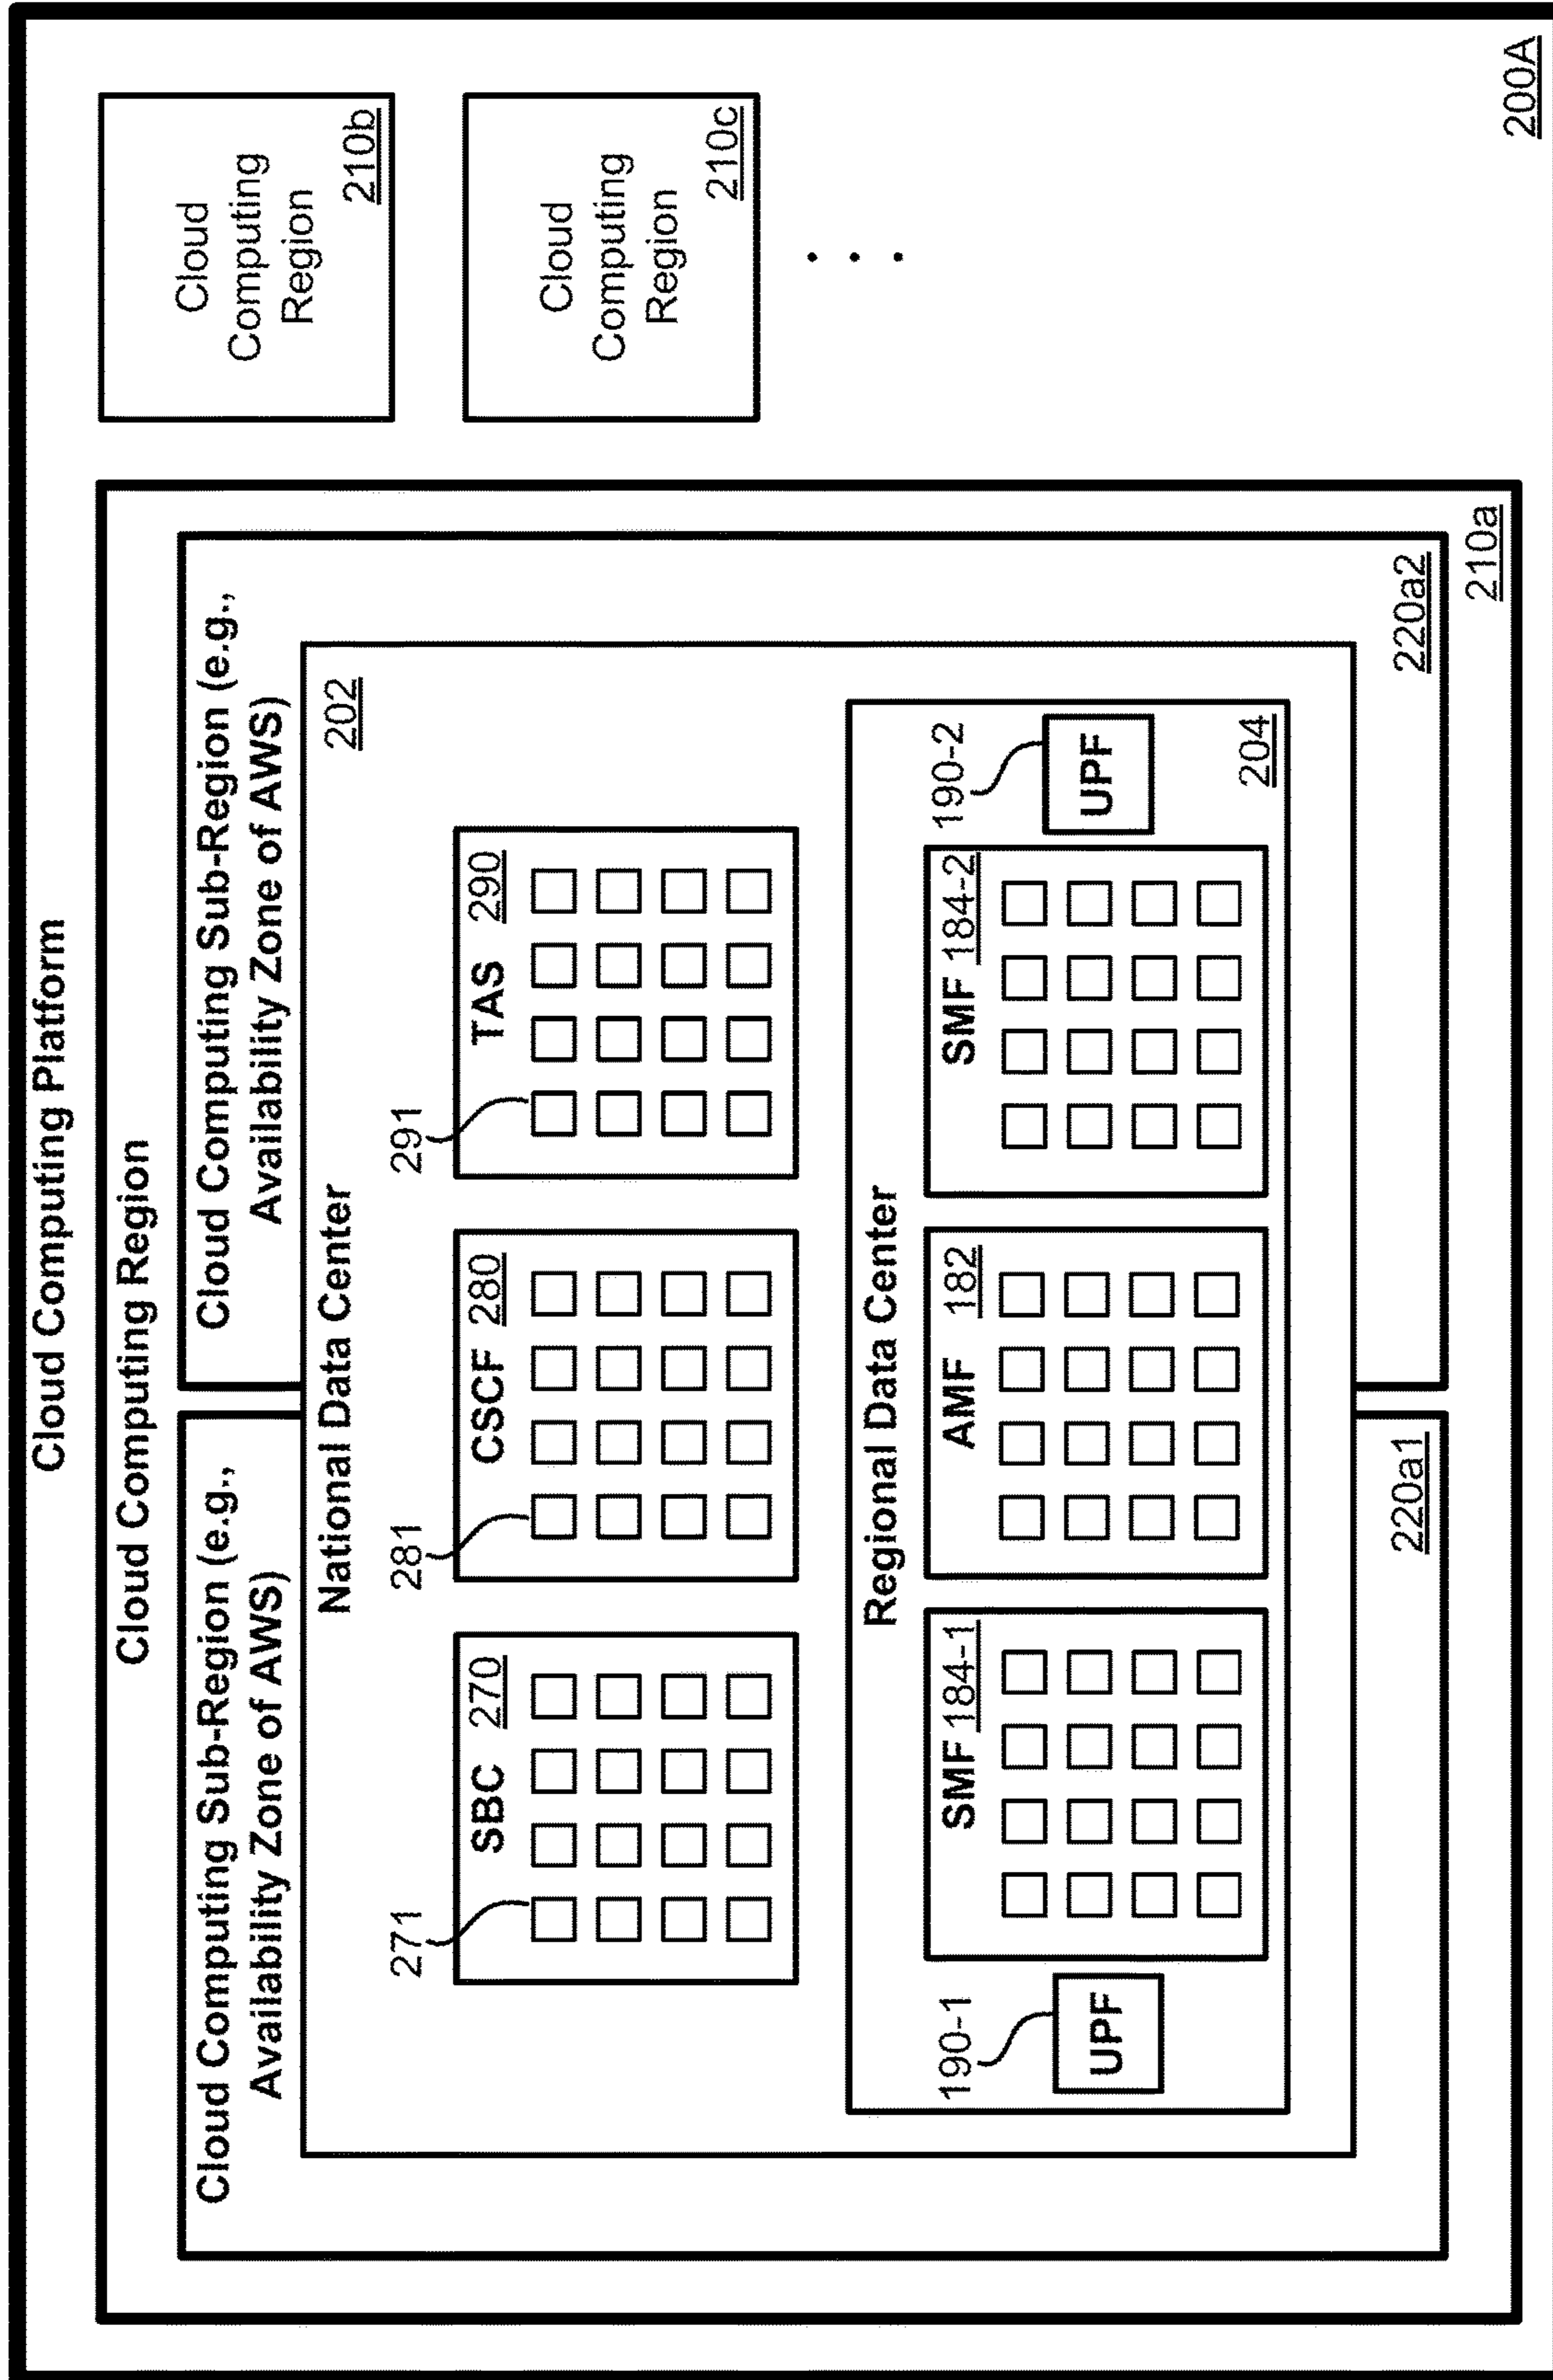 Cloud Computing Platform
Cloud Computing Region
Cloud Computing Sub-Region (e.g.,
Availability Zone of AWS)
Cloud Computing Sub-Region (e.g.,
Availability Zone of AWS)
National Data Center
202
271
281
291
SBC 270
CSCF 280
TAS 290
Regional Data Center
190-1
UPF
SMF 184-1
AMF 182
SMF 184-2
190-2
UPF
204
220a1
220a2
210a
Cloud
Computing
Region
210b
Cloud
Computing
Region
210c
. . .
200A